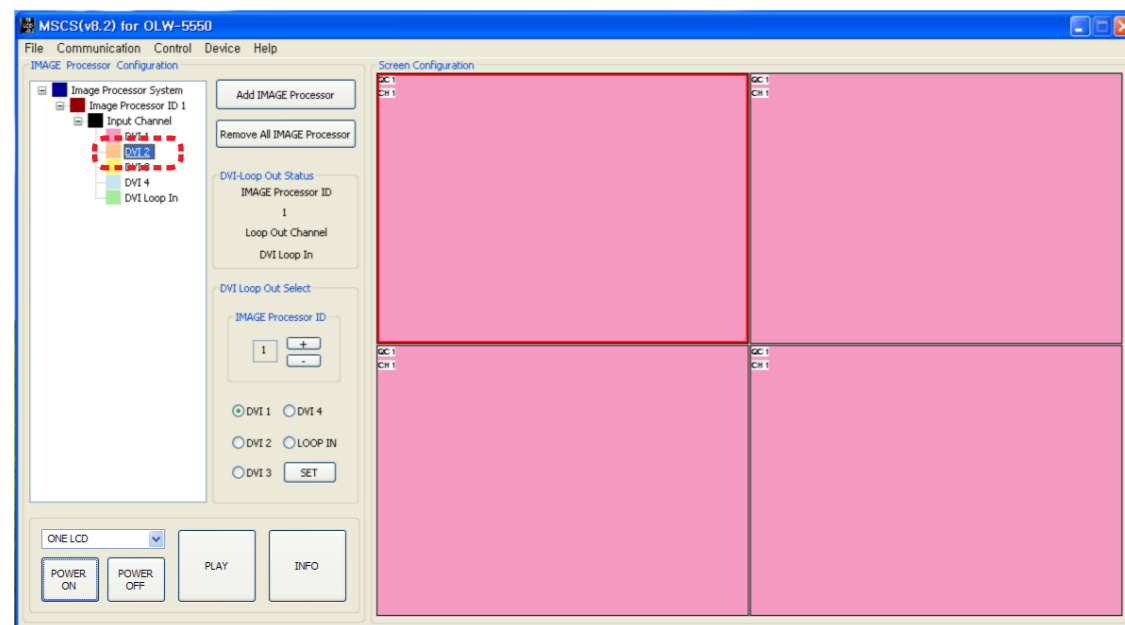 MSCS(v8.2) for OLW-5550
File Communication Control Device Help
IMAGE Processor Configuration
Image Processor System
Image Processor ID 1
Input Channel
DVI 1
DVI 2
DVI 3
DVI 4
DVI Loop In
Add IMAGE Processor
Remove All IMAGE Processor
DVI-Loop Out Status
IMAGE Processor ID
1
Loop Out Channel
DVI Loop In
DVI Loop Out Select
IMAGE Processor ID
1
+
-
DVI 1 DVI 4
DVI 2 LOOP IN
DVI 3 SET
ONE LCD
POWER ON
POWER OFF
PLAY
INFO
Screen Configuration
QC 1
CH 1
QC 1
CH 1
QC 1
CH 1
QC 1
CH 1